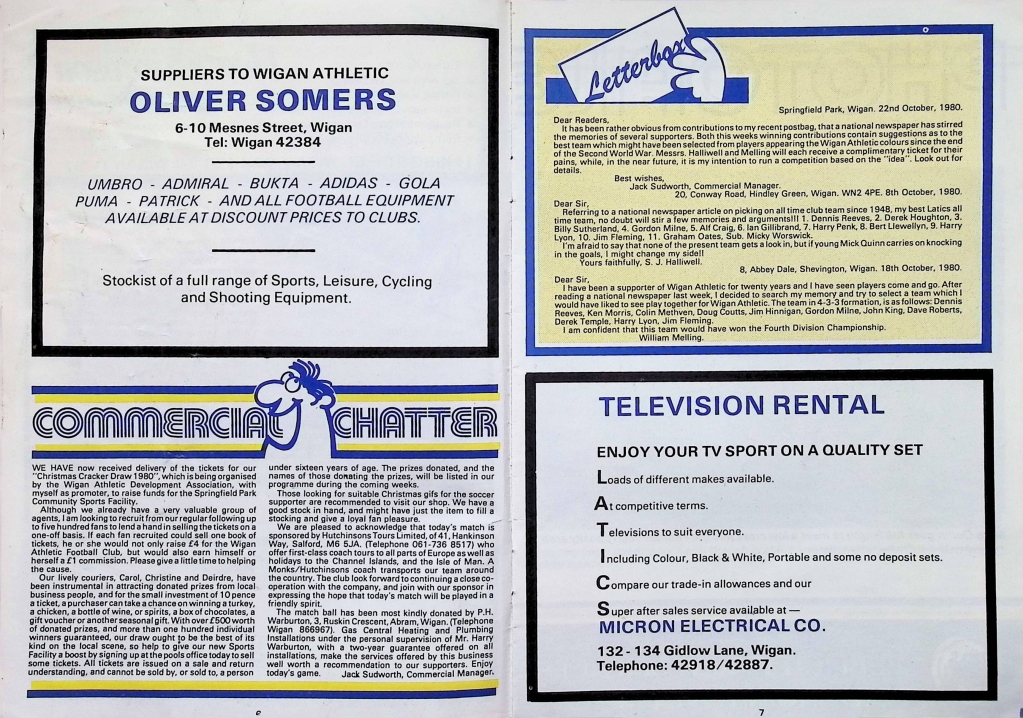 SUPPLIERS TO WIGAN ATHLETIC
OLIVER SOMERS
6-10 Mesnes Street, Wigan
Tel: Wigan 42384
UMBRO - ADMIRAL - BUKTA - ADIDAS - GOLA
PUMA - PATRICK - AND ALL FOOTBALL EQUIPMENT
AVAILABLE AT DISCOUNT PRICES TO CLUBS.
Stockist of a full range of Sports, Leisure, Cycling
and Shooting Equipment.
COMMERCIAL CHATTER
WE HAVE now received delivery of the tickets for our
"Christmas Cracker Draw 1980", which is being organised
by the Wigan Athletic Development Association, with
myself as promoter, to raise funds for the Springfield Park
Community Sports Facility.
Although we already have a very valuable group of
agents, I am looking to recruit from our regular following up
to five hundred fans to lend a hand in selling the tickets on a
one-off basis. If each fan recruited could sell one book of
tickets, he or she would not only raise £4 for the Wigan
Athletic Football Club, but would also earn himself or
herself a £1 commission. Please give a little time to helping
the cause.
Our lively couriers, Carol, Christine and Deirdre, have
been instrumental in attracting donated prizes from local
business people, and for the small investment of 10 pence
a ticket, a purchaser can take a chance on winning a turkey,
a chicken, a bottle of wine, or spirits, a box of chocolates, a
gift voucher or another seasonal gift. With over £500 worth
of donated prizes, and more than one hundred individual
winners guaranteed, our draw ought to be the best of its
kind on the local scene, so help to give our new Sports
Facility a boost by signing up at the pools office today to sell
some tickets. All tickets are issued on a sale and return
understanding, and cannot be sold by, or sold to, a person
under sixteen years of age. The prizes donated, and the
names of those donating the prizes, will be listed in our
programme during the coming weeks.
Those looking for suitable Christmas gifs for the soccer
supporter are recommended to visit our shop. We have a
good stock in hand, and might have just the item to fill a
stocking and give a loyal fan pleasure.
We are pleased to acknowledge that today's match is
sponsored by Hutchinsons Tours Limited, of 41, Hankinson
Way, Salford, M6 5JA. (Telephone 061-736 8517) who
offer first-class coach tours to all parts of Europe as well as
holidays to the Channel Islands, and the Isle of Man. A
Monks/Hutchinsons coach transports our team around
the country. The club look forward to continuing a close co-
operation with the company, and join with our sponsor in
expressing the hope that today's match will be played in a
friendly spirit.
The match ball has been most kindly donated by P.H.
Warburton, 3, Ruskin Crescent, Abram, Wigan. (Telephone
Wigan 866967). Gas Central Heating and Plumbing
Installations under the personal supervision of Mr. Harry
Warburton, with a two-year guarantee offered on all
installations, make the services offered by this business
well worth a recommendation to our supporters. Enjoy
today's game. Jack Sudworth, Commercial Manager.
Letterbox
Springfield Park, Wigan. 22nd October, 1980.
Dear Readers,
It has been rather obvious from contributions to my recent postbag, that a national newspaper has stirred
the memories of several supporters. Both this weeks winning contributions contain suggestions as to the
best team which might have been selected from players appearing the Wigan Athletic colours since the end
of the Second World War. Messrs. Halliwell and Melling will each receive a complimentary ticket for their
pains, while, in the near future, it is my intention to run a competition based on the "idea". Look out for
details.
Best wishes,
Jack Sudworth, Commercial Manager.
20, Conway Road, Hindley Green, Wigan. WN2 4PE. 8th October, 1980.
Dear Sir,
Referring to a national newspaper article on picking on all time club team since 1948, my best Latics all
time team, no doubt will stir a few memories and arguments!!! 1. Dennis Reeves, 2. Derek Houghton, 3.
Billy Sutherland, 4. Gordon Milne, 5. Alf Craig, 6. Ian Gillibrand, 7. Harry Penk, 8. Bert Llewellyn, 9. Harry
Lyon, 10. Jim Fleming, 11. Graham Oates, Sub. Micky Worswick.
I'm afraid to say that none of the present team gets a look in, but if young Mick Quinn carries on knocking
in the goals, I might change my side!!
Yours faithfully, S. J. Halliwell.
8, Abbey Dale, Shevington, Wigan. 18th October, 1980.
Dear Sir,
I have been a supporter of Wigan Athletic for twenty years and I have seen players come and go. After
reading a national newspaper last week, I decided to search my memory and try to select a team which I
would have liked to see play together for Wigan Athletic. The team in 4-3-3 formation, is as follows: Dennis
Reeves, Ken Morris, Colin Methven, Doug Coutts, Jim Hinnigan, Gordon Milne, John King, Dave Roberts,
Derek Temple, Harry Lyon, Jim Fleming.
I am confident that this team would have won the Fourth Division Championship.
William Melling.
TELEVISION RENTAL
ENJOY YOUR TV SPORT ON A QUALITY SET
Loads of different makes available.
At competitive terms.
Televisions to suit everyone.
Including Colour, Black & White, Portable and some no deposit sets.
Compare our trade-in allowances and our
Super after sales service available at —
MICRON ELECTRICAL CO.
132 - 134 Gidlow Lane, Wigan.
Telephone: 42918/42887.
7